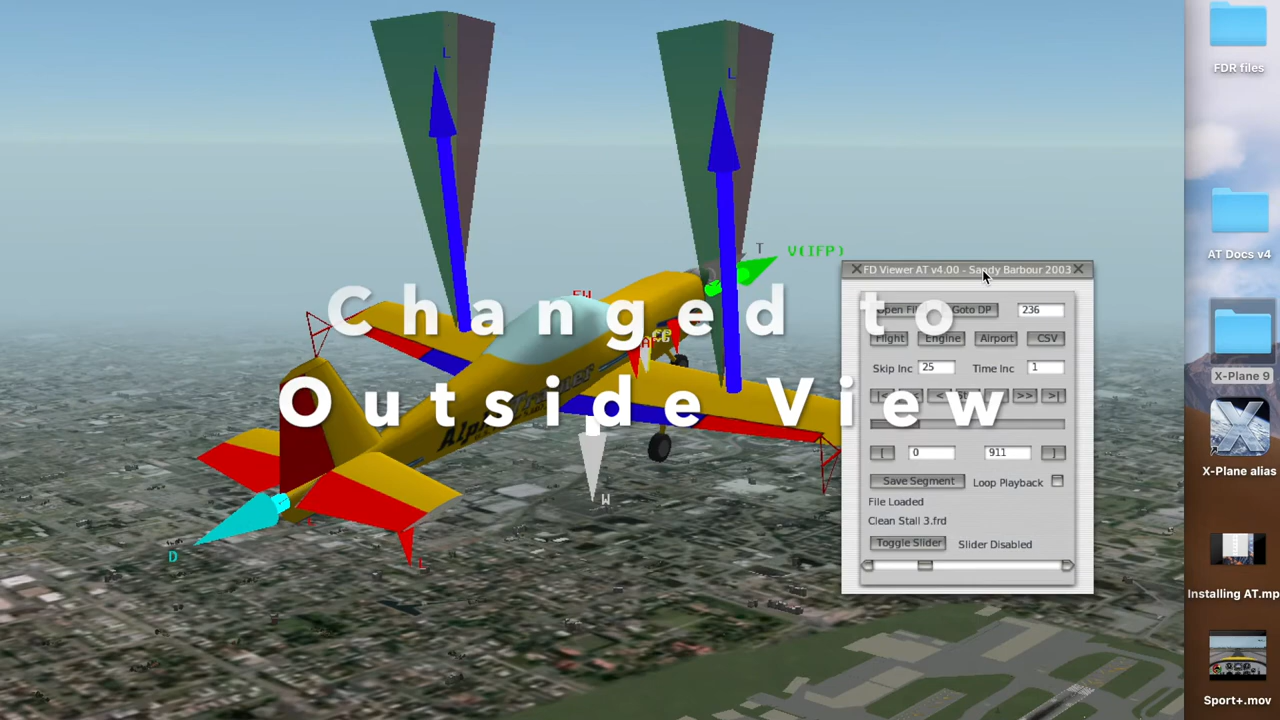 FDR files
L
L
AT Docs v4
T
V(IFP)
FD Viewer AT v4.00 - Sandy Barbour 2003
Changed to
Outside View
Goto DP
236
Flight
Engine
Airport
CSV
Skip Inc
25
Time Inc
1
X-Plane 9
Alpha Trainer
[
0
911
]
X-Plane alias
Save Segment
Loop Playback
W
File Loaded
Clean Stall 3.frd
Toggle Slider
Slider Disabled
D
L
Installing AT.mp
Sport+.mov